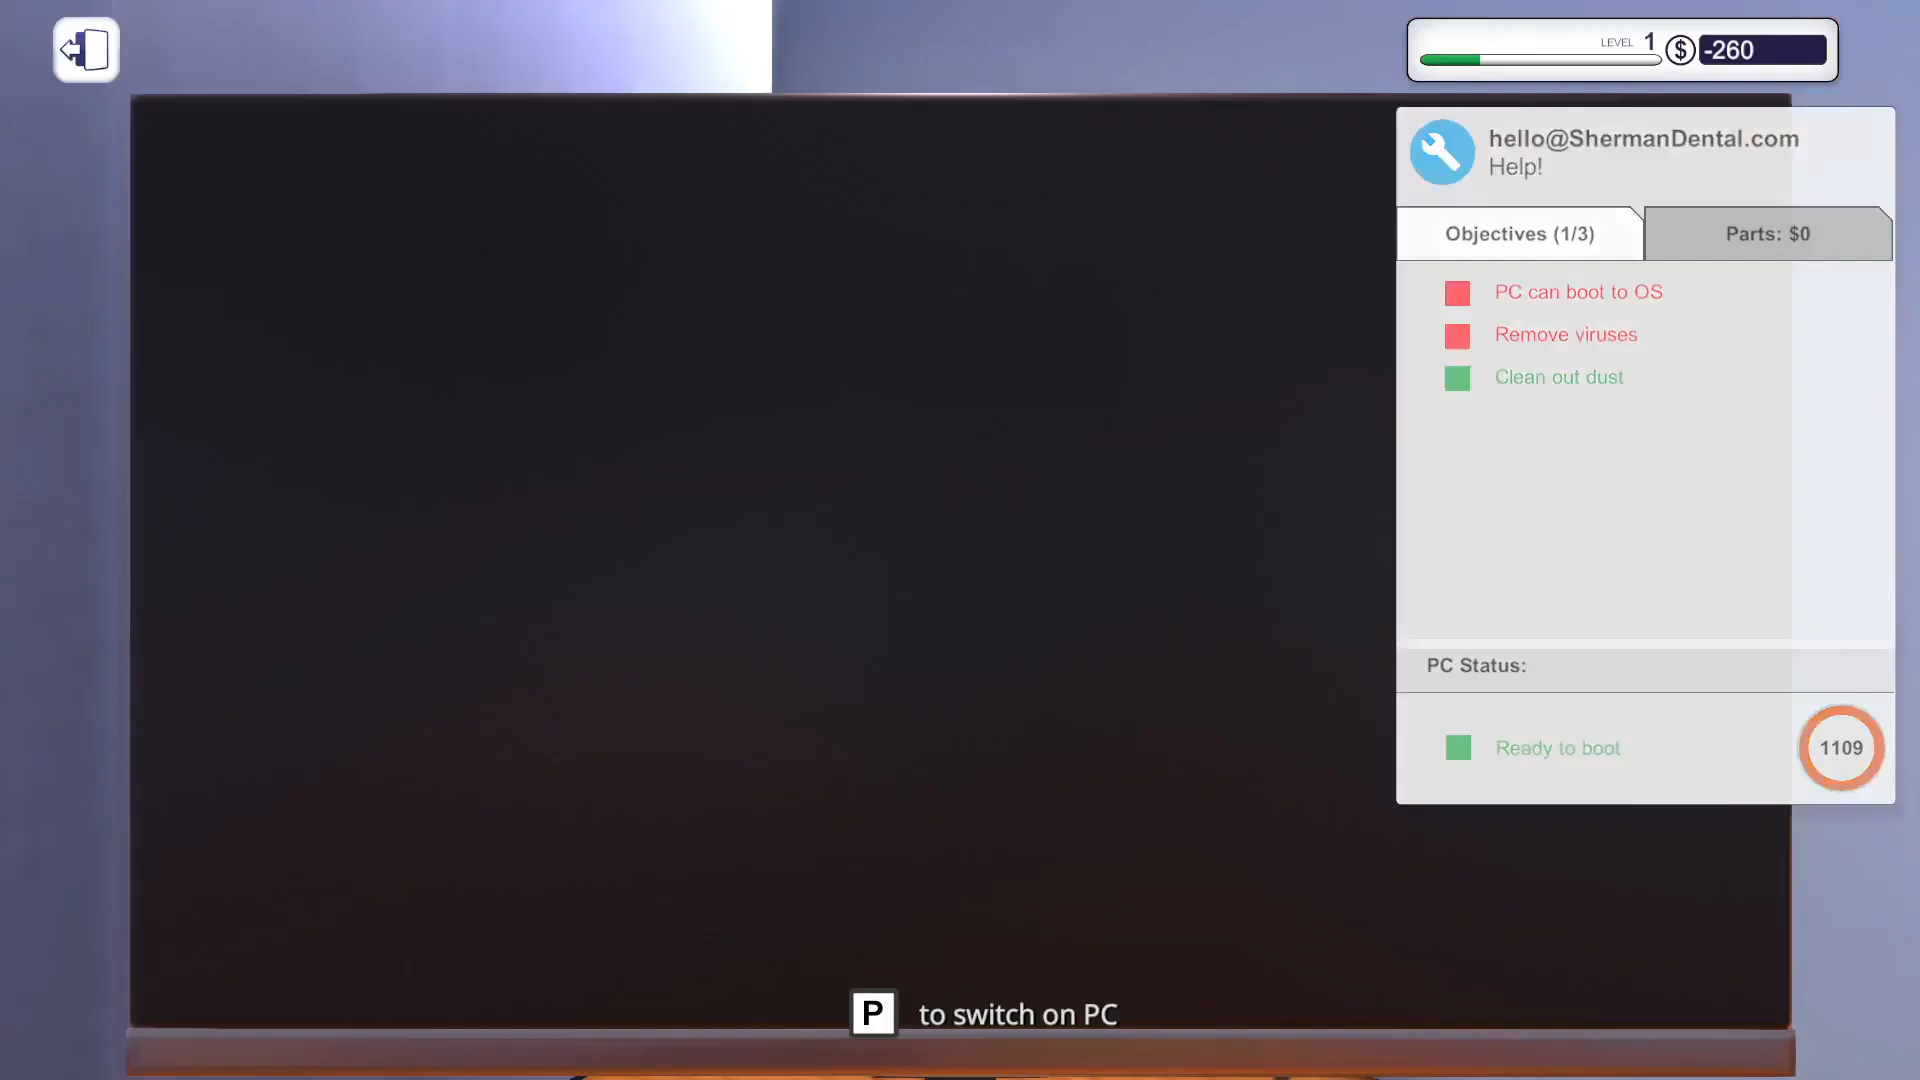 LEVEL 1
$ -260
hello@ShermanDental.com
Help!
Objectives (1/3)
Parts: $0
PC can boot to OS
Remove viruses
Clean out dust
PC Status:
Ready to boot
1109
P to switch on PC